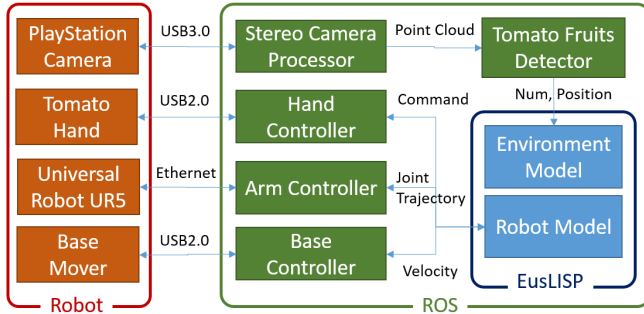 PlayStation
Camera
USB3.0
Stereo Camera
Processor
Point Cloud
Tomato Fruits
Detector
Num, Position
Tomato
Hand
USB2.0
Hand
Controller
Command
Environment
Model
Universal
Robot UR5
Ethernet
Arm Controller
Joint
Trajectory
Robot Model
Base
Mover
USB2.0
Base
Controller
Velocity
EusLISP
Robot
ROS